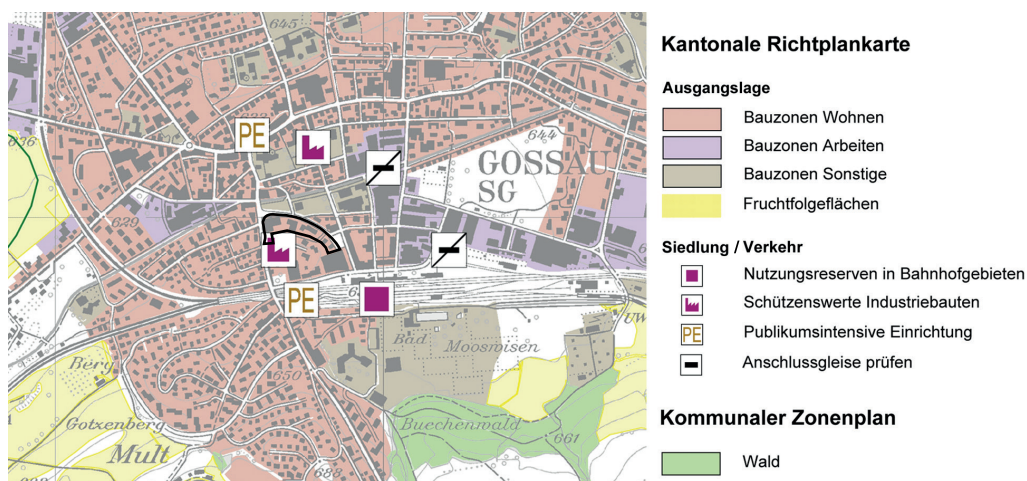 645
PE
636
644
GOSSAU
SG
629
PE
Bad
Mooswisen
UW
Berg
650
Gotzenberg
Buechenwald
Mult
661
688
Kantonale Richtplankarte
Ausgangslage
Bauzonen Wohnen
Bauzonen Arbeiten
Bauzonen Sonstige
Fruchtfolgeflächen
Siedlung / Verkehr
Nutzungsreserven in Bahnhofgebieten
Schützenswerte Industriebauten
PE Publikumsintensive Einrichtung
Anschlussgleise prüfen
Kommunaler Zonenplan
Wald